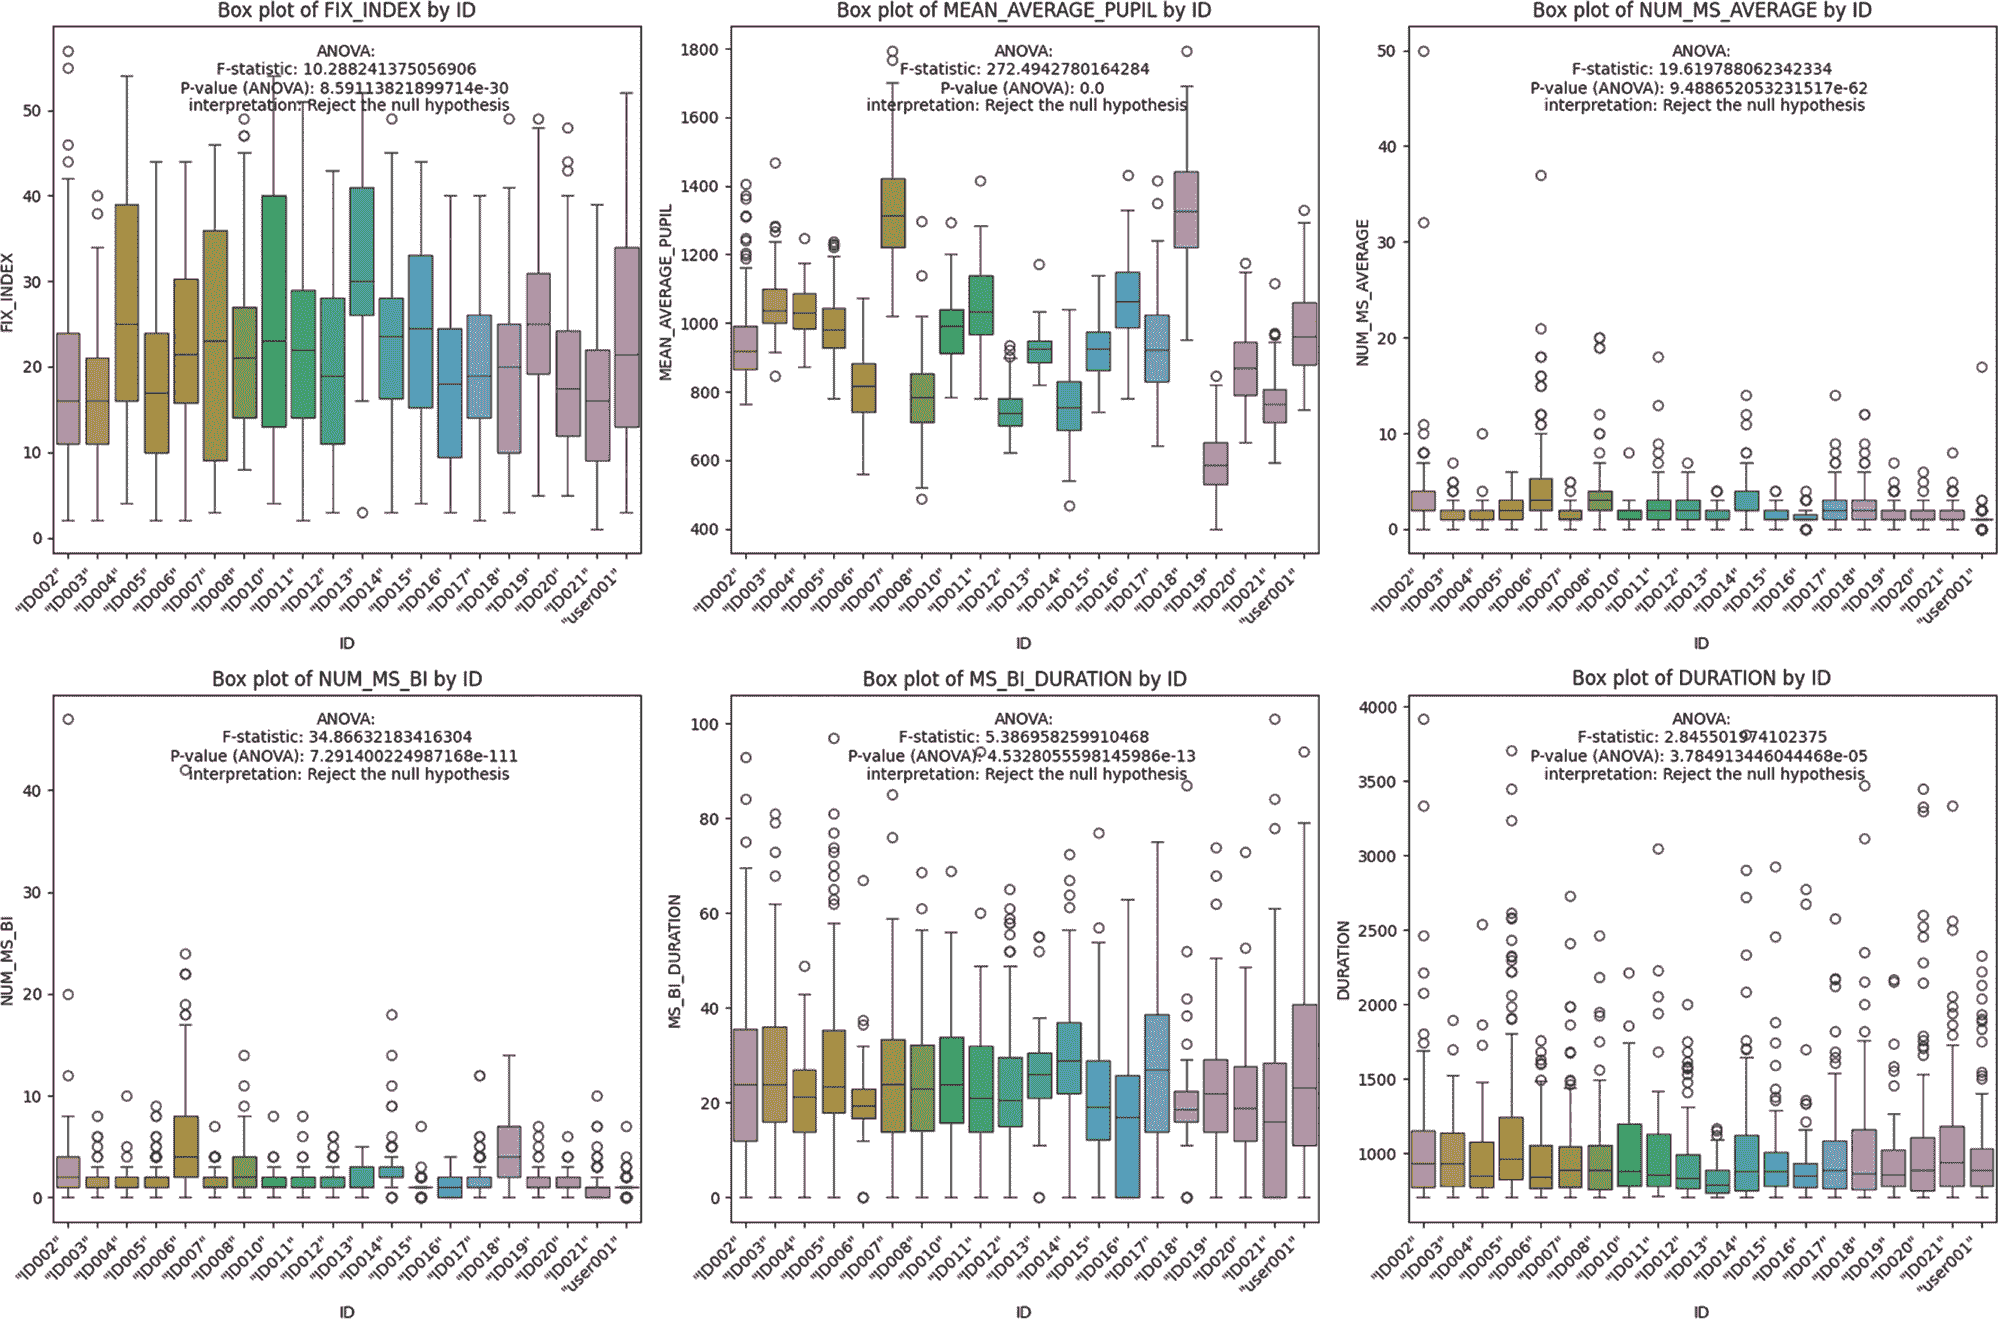 Box plot of FIX_INDEX by ID
ANOVA:
F-statistic: 10.288241375056906
P-value (ANOVA): 8.59113821899714e-30
interpretation: Reject the null hypothesis
FIX_INDEX
50
40
30
20
10
0
"ID002"
"ID003"
"ID004"
"ID005"
"ID006"
"ID007"
"ID008"
"ID010"
"ID011"
"ID012"
"ID013"
"ID014"
"ID015"
"ID016"
"ID017"
"ID018"
"ID019"
"ID020"
"ID021"
"user001"
ID
Box plot of MEAN_AVERAGE_PUPIL by ID
ANOVA:
F-statistic: 272.4942780164284
P-value (ANOVA): 0.0
interpretation: Reject the null hypothesis
MEAN_AVERAGE_PUPIL
1800
1600
1400
1200
1000
800
600
400
"ID002"
"ID003"
"ID004"
"ID005"
"ID006"
"ID007"
"ID008"
"ID010"
"ID011"
"ID012"
"ID013"
"ID014"
"ID015"
"ID016"
"ID017"
"ID018"
"ID019"
"ID020"
"ID021"
"user001"
ID
Box plot of NUM_MS_AVERAGE by ID
ANOVA:
F-statistic: 19.619788062342334
P-value (ANOVA): 9.488652053231517e-62
interpretation: Reject the null hypothesis
NUM_MS_AVERAGE
50
40
30
20
10
0
"ID002"
"ID003"
"ID004"
"ID005"
"ID006"
"ID007"
"ID008"
"ID010"
"ID011"
"ID012"
"ID013"
"ID014"
"ID015"
"ID016"
"ID017"
"ID018"
"ID019"
"ID020"
"ID021"
"user001"
ID
Box plot of NUM_MS_BI by ID
ANOVA:
F-statistic: 34.86632183416304
P-value (ANOVA): 7.291400224987168e-111
interpretation: Reject the null hypothesis
NUM_MS_BI
40
30
20
10
0
"ID002"
"ID003"
"ID004"
"ID005"
"ID006"
"ID007"
"ID008"
"ID010"
"ID011"
"ID012"
"ID013"
"ID014"
"ID015"
"ID016"
"ID017"
"ID018"
"ID019"
"ID020"
"ID021"
"user001"
ID
Box plot of MS_BI_DURATION by ID
ANOVA:
F-statistic: 5.386958259910468
P-value (ANOVA): 4.5328055598145986e-13
interpretation: Reject the null hypothesis
MS_BI_DURATION
100
80
60
40
20
0
"ID002"
"ID003"
"ID004"
"ID005"
"ID006"
"ID007"
"ID008"
"ID010"
"ID011"
"ID012"
"ID013"
"ID014"
"ID015"
"ID016"
"ID017"
"ID018"
"ID019"
"ID020"
"ID021"
"user001"
ID
Box plot of DURATION by ID
ANOVA:
F-statistic: 2.845501974102375
P-value (ANOVA): 3.784913446044468e-05
interpretation: Reject the null hypothesis
DURATION
4000
3500
3000
2500
2000
1500
1000
"ID002"
"ID003"
"ID004"
"ID005"
"ID006"
"ID007"
"ID008"
"ID010"
"ID011"
"ID012"
"ID013"
"ID014"
"ID015"
"ID016"
"ID017"
"ID018"
"ID019"
"ID020"
"ID021"
"user001"
ID